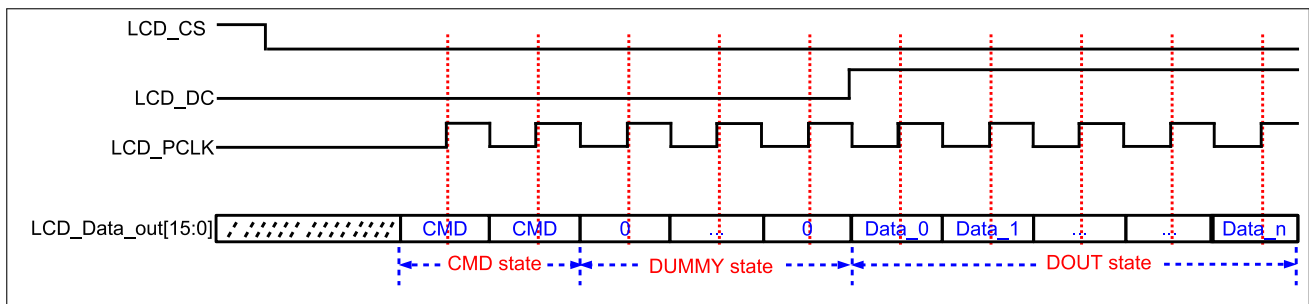 LCD_CS
LCD_DC
LCD_PCLK
LCD_Data_out[15:0] CMD CMD 0 ... 0 Data_0 Data_1 ... ... Data_n
CMD state DUMMY state DOUT state